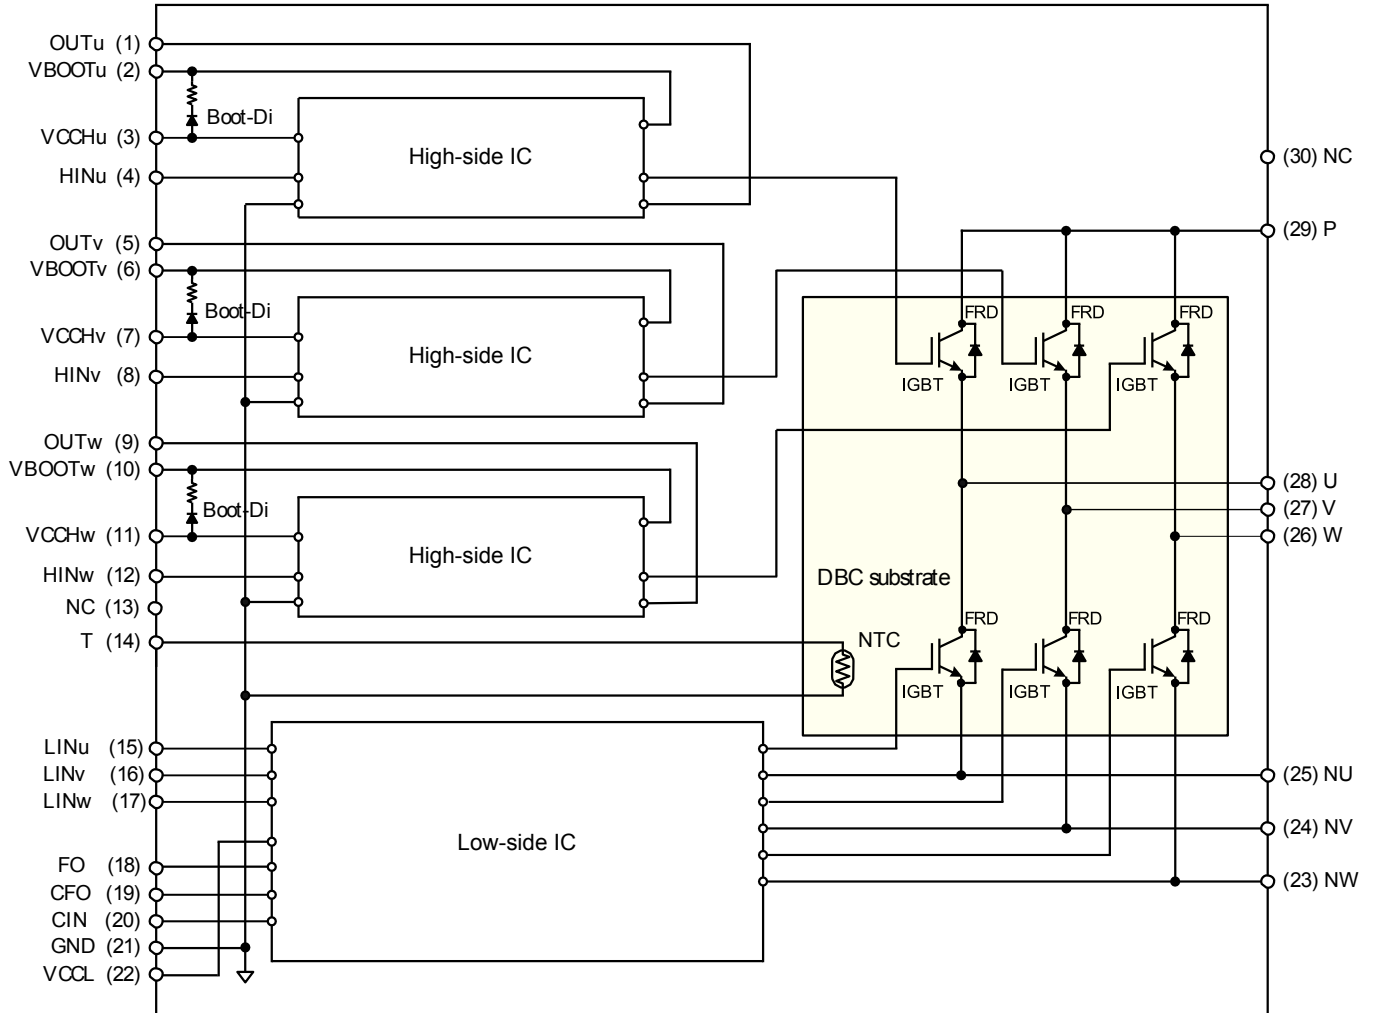 OUTu (1)
VBOOTu (2)
Boot-Di
VCCHu (3)
High-side IC
HINu (4)
(30) NC
OUTv (5)
(29) P
VBOOTv (6)
Boot-Di
FRD
FRD
FRD
VCCHv (7)
High-side IC
HINv (8)
IGBT
IGBT
IGBT
OUTw (9)
VBOOTw (10)
(28) U
Boot-Di
(27) V
VCCHw (11)
(26) W
High-side IC
HINw (12)
DBC substrate
NC (13)
FRD
FRD
FRD
T (14)
NTC
IGBT
IGBT
IGBT
LINu (15)
LINv (16)
(25) NU
LINw (17)
(24) NV
Low-side IC
FO (18)
(23) NW
CFO (19)
CIN (20)
GND (21)
VCCL (22)